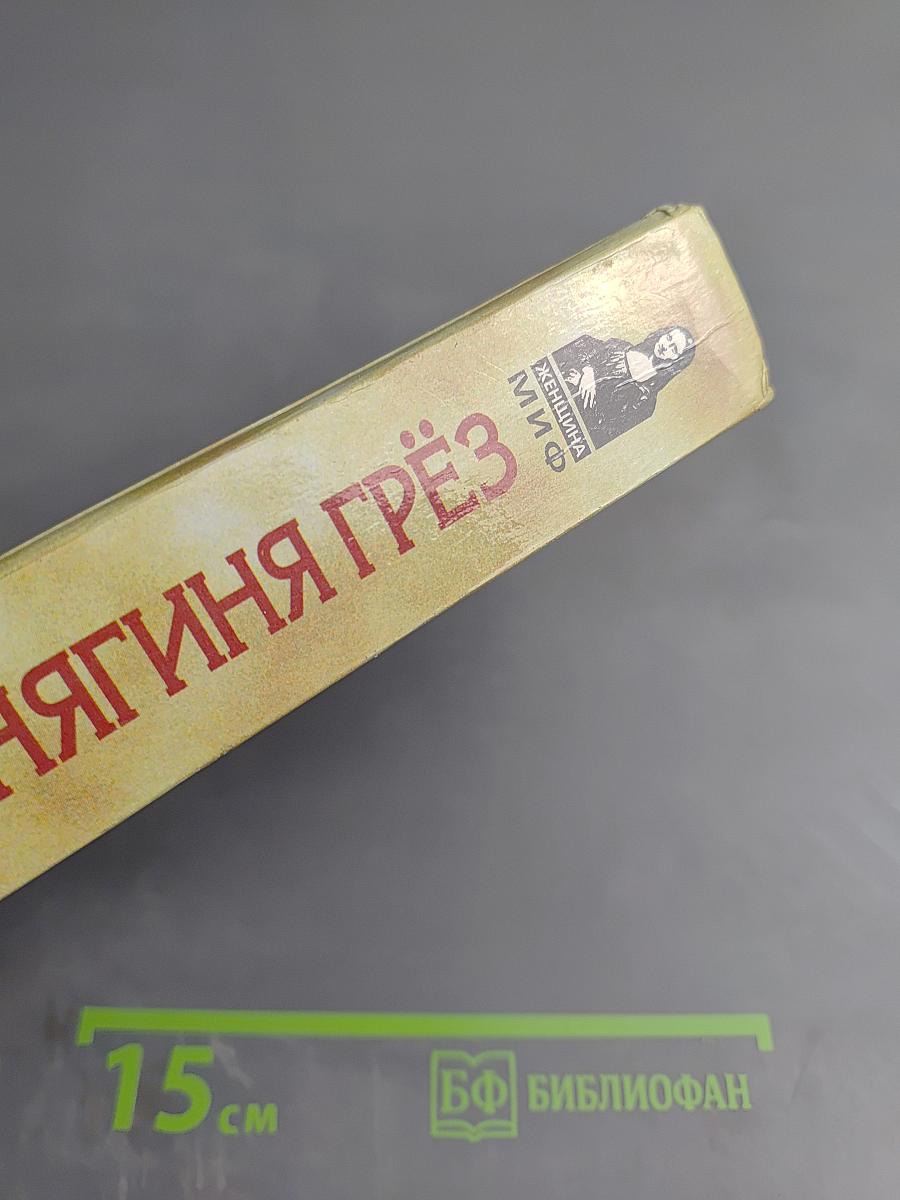 НЯГИНЯ ГРЁЗ
ЖЕНЩИНА
МИФ
15 см
БФ БИБЛИОФАН